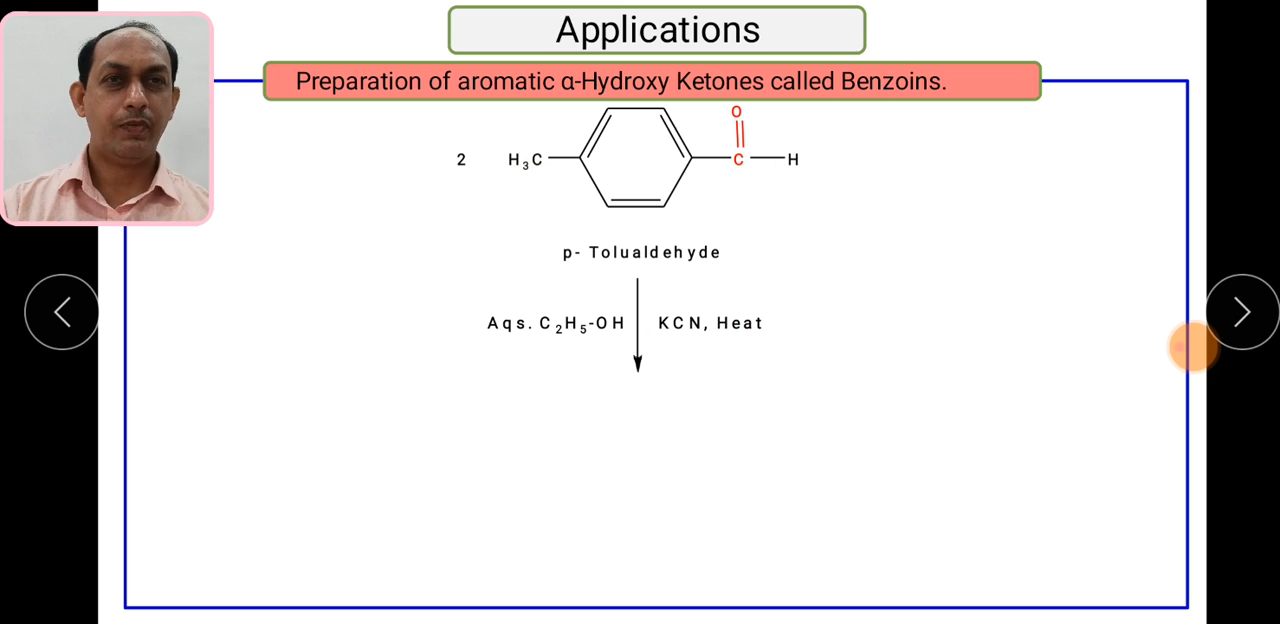 Applications
Preparation of aromatic α-Hydroxy Ketones called Benzoins.
O
2 H₃C C H
p- Tolualdehyde
Aqs. C₂H₅-OH KCN, Heat